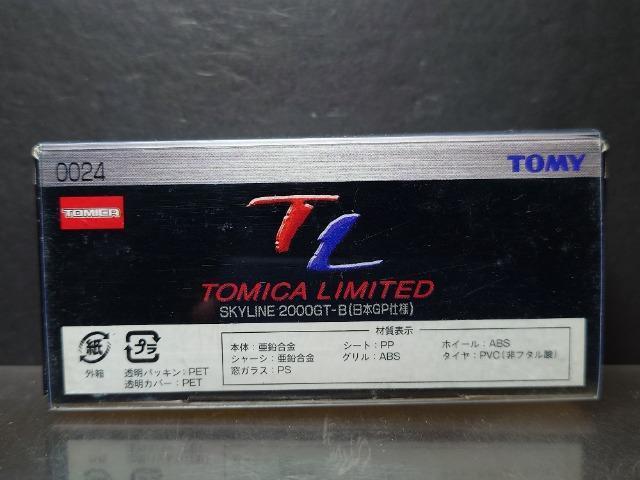 0024
TOMY
TOMICA
TL
TOMICA LIMITED
SKYLINE 2000GT-B(日本GP仕様)
材質表示
紙
プラ
本体：亜鉛合金
シート：PP
ホイール：ABS
シャーシ：亜鉛合金
グリル：ABS
タイヤ：PVC(非フタル酸)
窓ガラス：PS
外箱
透明パッキン：PET
透明カバー：PET